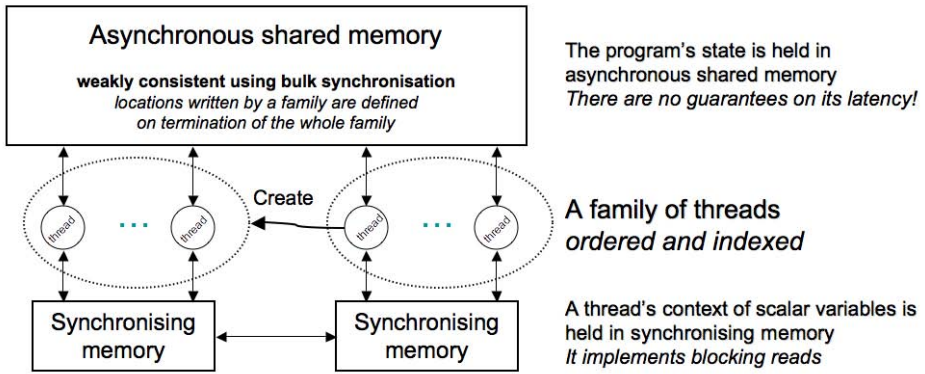 Asynchronous shared memory
weakly consistent using bulk synchronisation
locations written by a family are defined
on termination of the whole family
The program's state is held in
asynchronous shared memory
There are no guarantees on its latency!
Create
thread
...
thread
thread
...
thread
A family of threads
ordered and indexed
Synchronising
memory
Synchronising
memory
A thread's context of scalar variables is
held in synchronising memory
It implements blocking reads